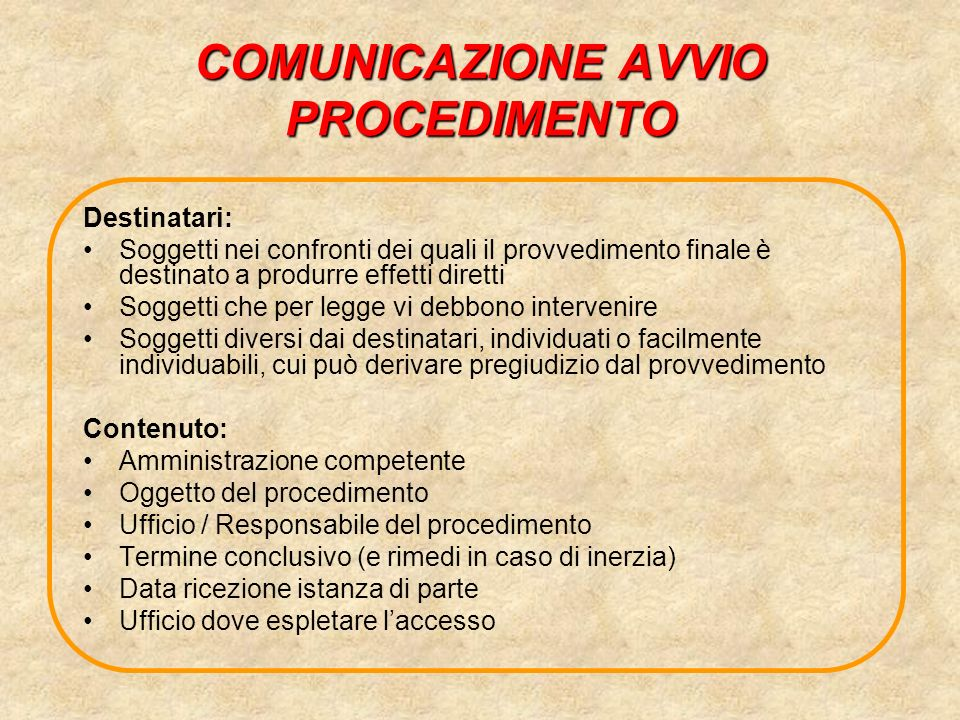 COMUNICAZIONE AVVIO
PROCEDIMENTO
Destinatari:
• Soggetti nei confronti dei quali il provvedimento finale è
destinato a produrre effetti diretti
• Soggetti che per legge vi debbono intervenire
• Soggetti diversi dai destinatari, individuati o facilmente
individuabili, cui può derivare pregiudizio dal provvedimento
Contenuto:
• Amministrazione competente
• Oggetto del procedimento
• Ufficio / Responsabile del procedimento
• Termine conclusivo (e rimedi in caso di inerzia)
• Data ricezione istanza di parte
• Ufficio dove espletare l’accesso